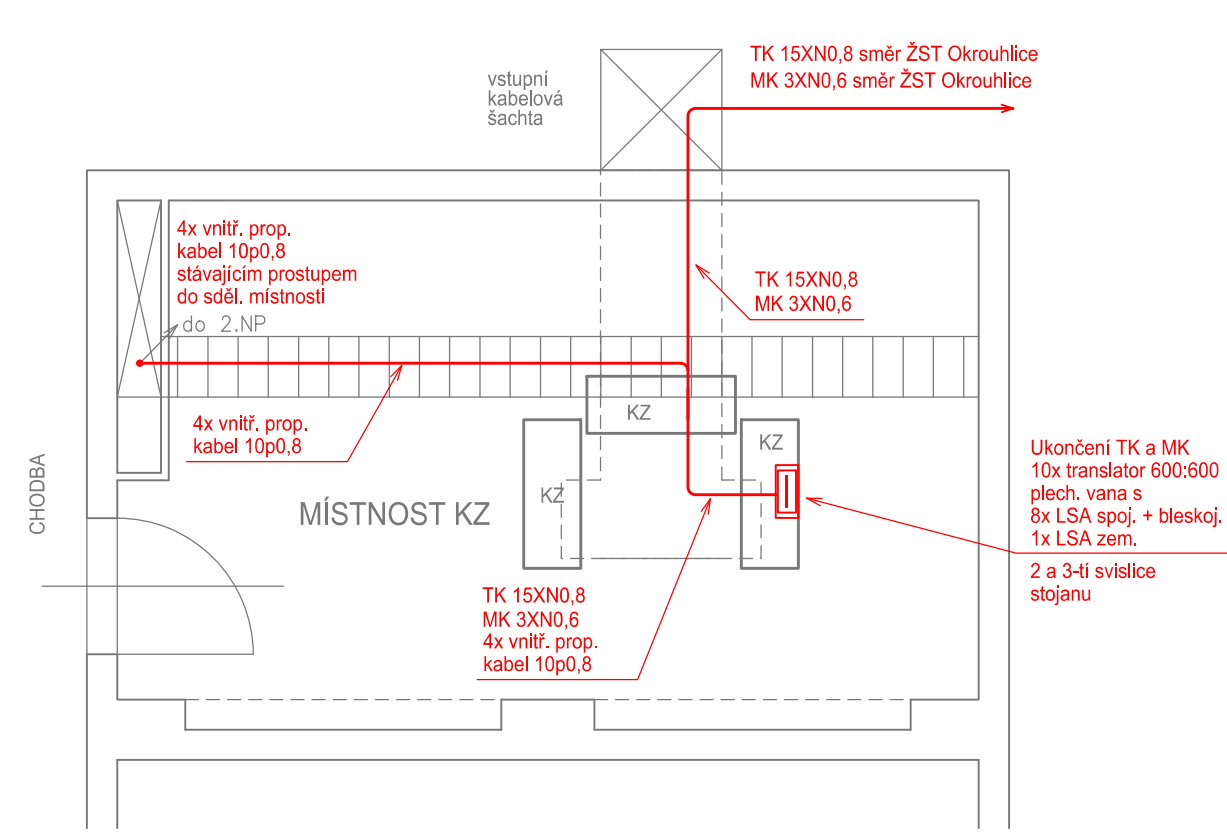 TK 15XN0,8 směr ŽST Okrouhlice
MK 3XN0,6 směr ŽST Okrouhlice
vstupní
kabelová
šachta
4x vnitř. prop.
kabel 10p0,8
stávajícím prostupem
do sděl. místnosti
do 2.NP
TK 15XN0,8
MK 3XN0,6
4x vnitř. prop.
kabel 10p0,8
KZ
KZ
KZ
CHODBA
MÍSTNOST KZ
Ukončení TK a MK
10x translator 600:600
plech. vana s
8x LSA spoj. + bleskoj.
1x LSA zem.
2 a 3-tí svislice
stojanu
TK 15XN0,8
MK 3XN0,6
4x vnitř. prop.
kabel 10p0,8